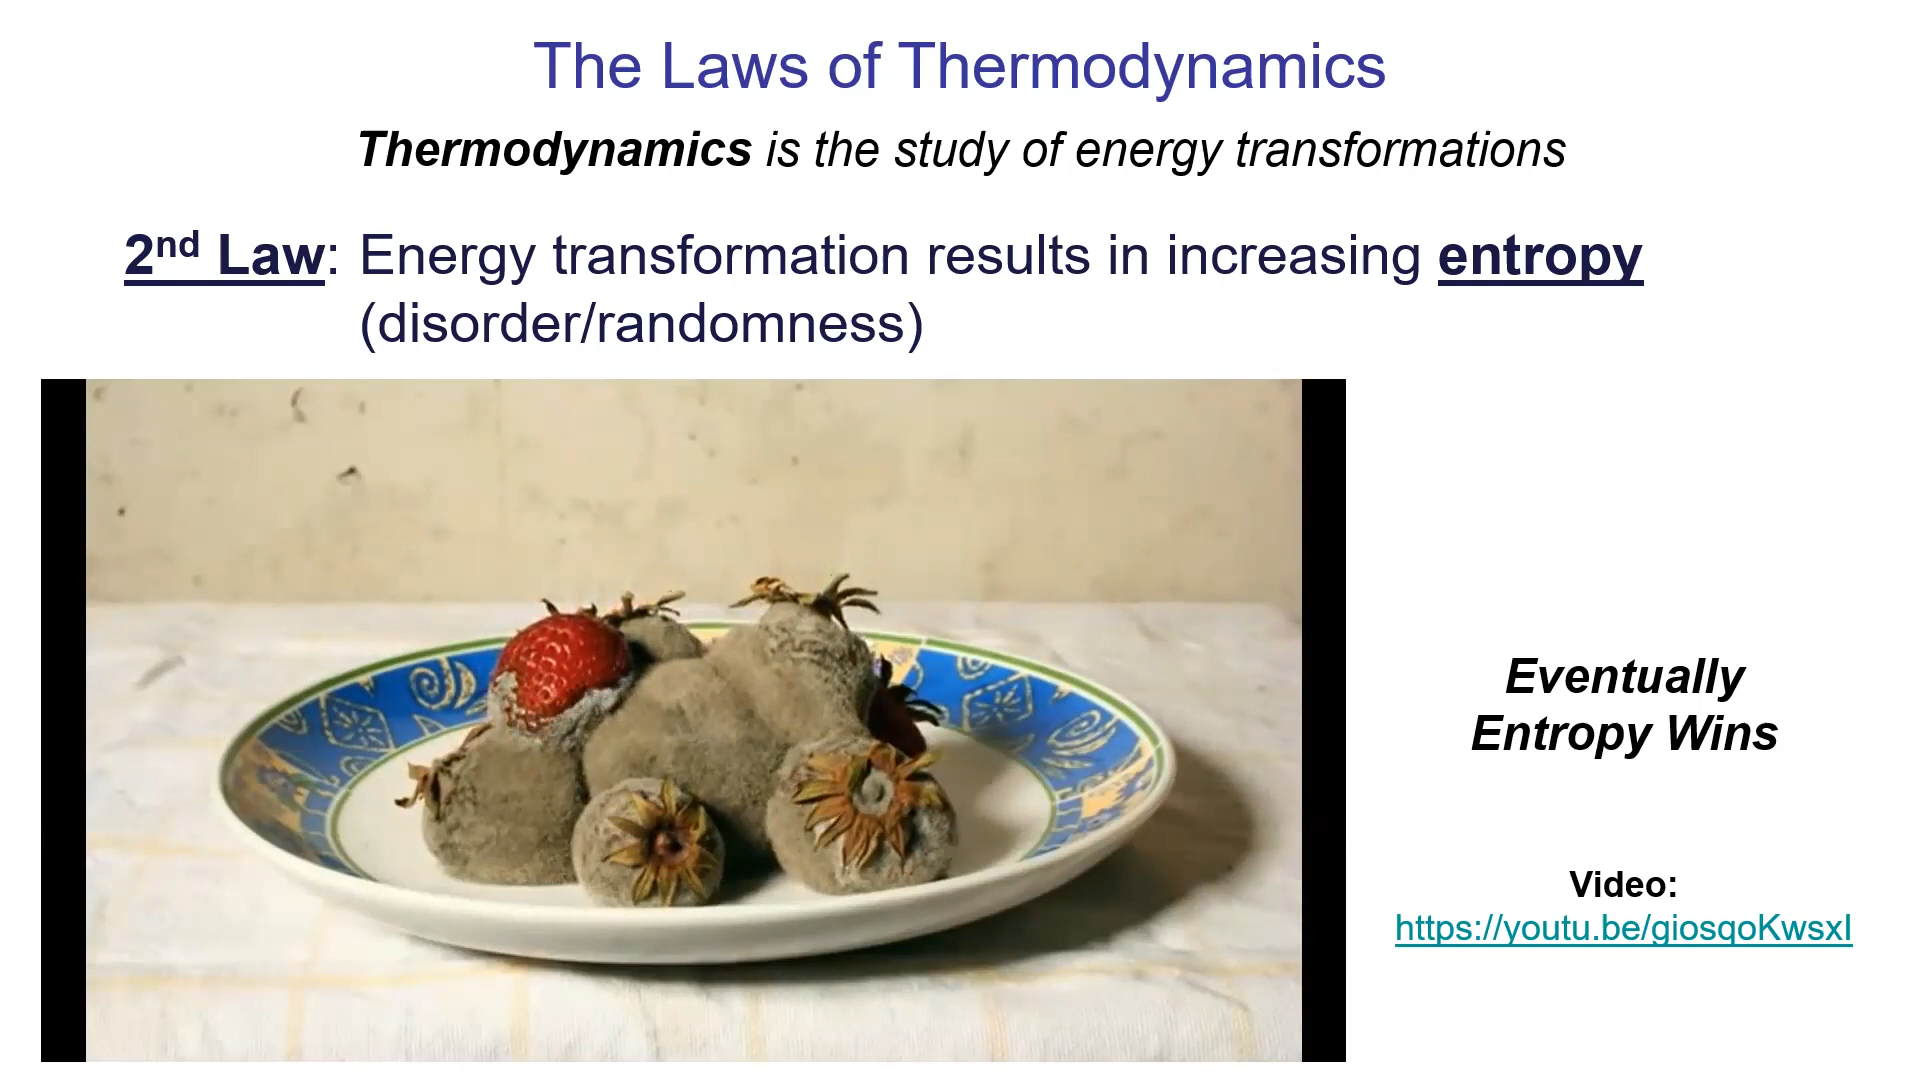 The Laws of Thermodynamics
Thermodynamics is the study of energy transformations
2nd Law: Energy transformation results in increasing entropy
(disorder/randomness)
Eventually
Entropy Wins
Video:
https://youtu.be/giosqoKwsxI